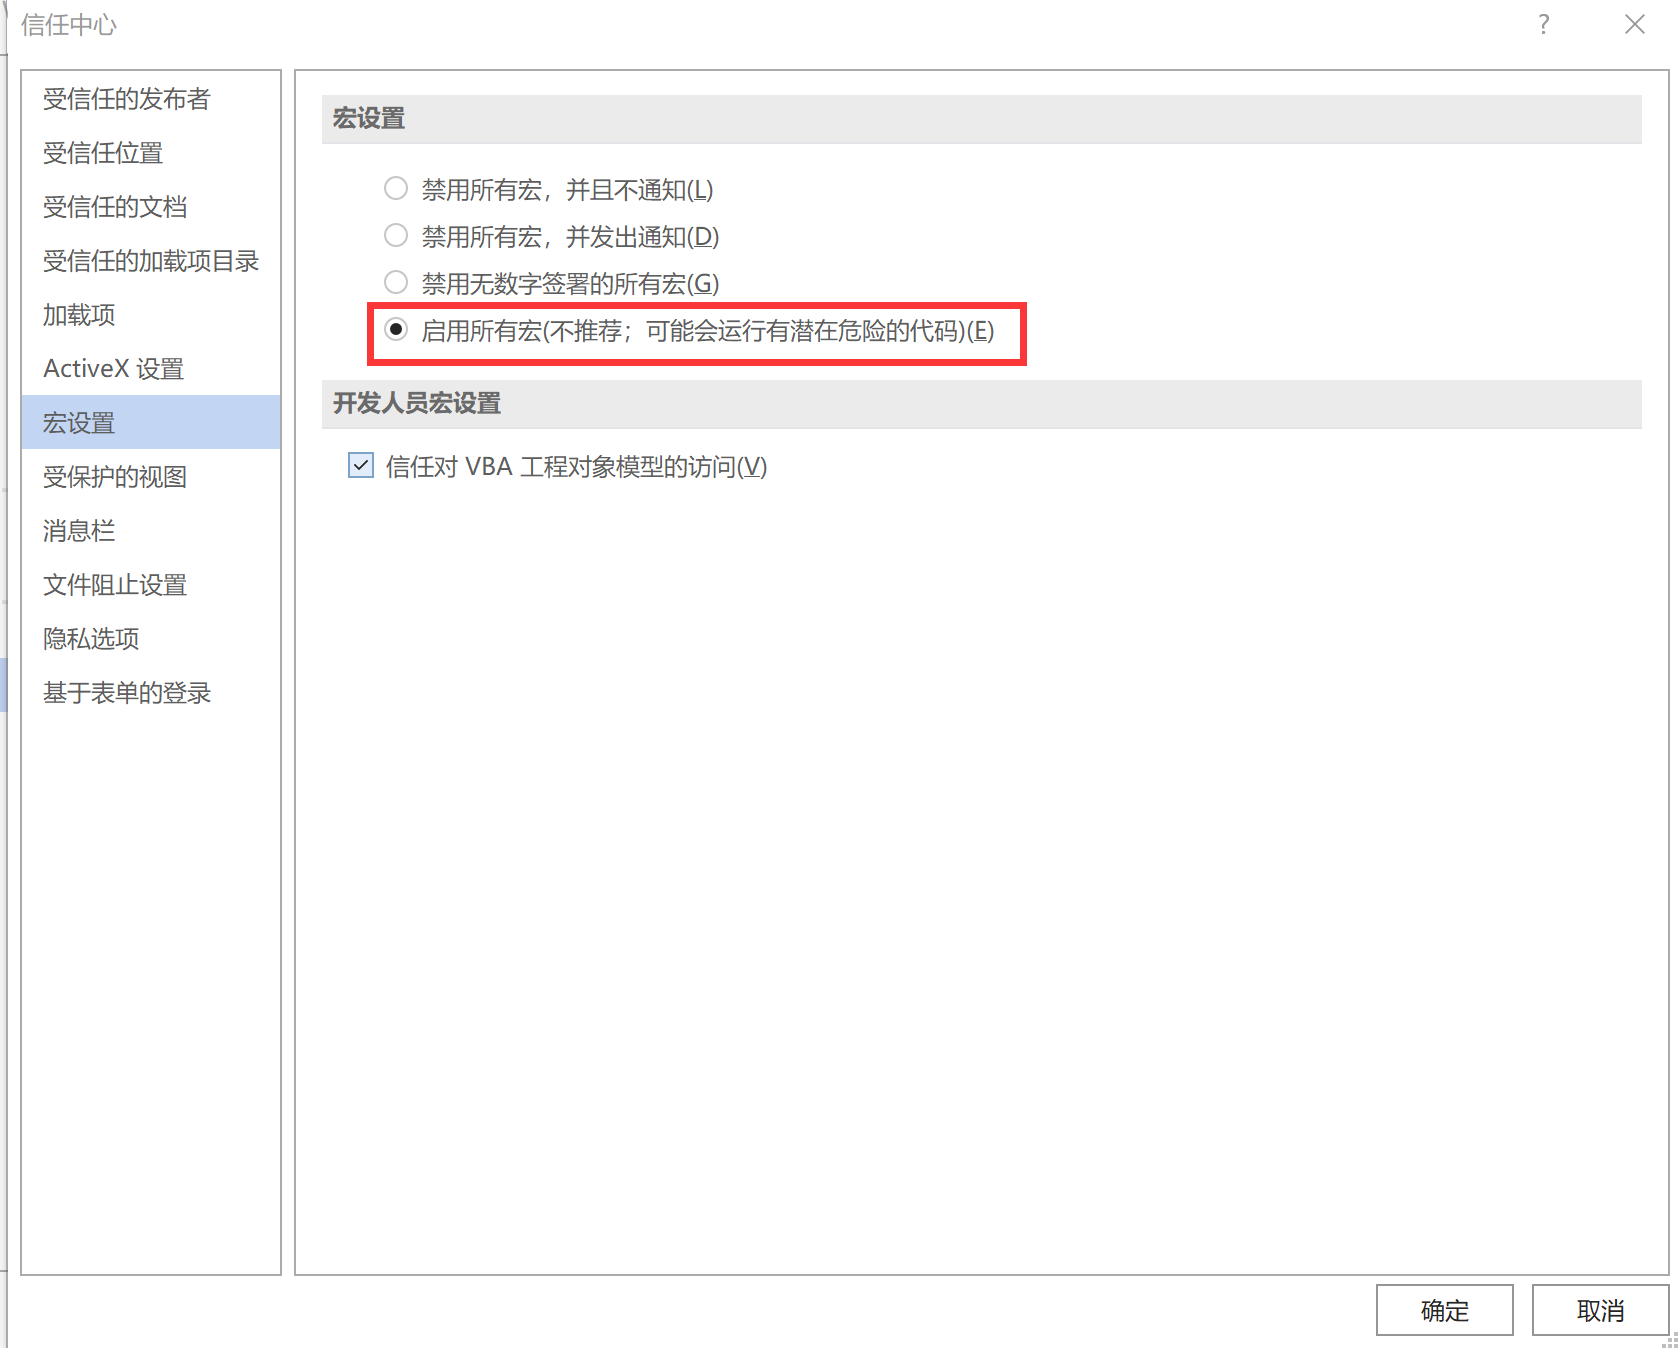 信任中心
?
受信任的发布者
受信任位置
受信任的文档
受信任的加载项目录
加载项
ActiveX 设置
宏设置
受保护的视图
消息栏
文件阻止设置
隐私选项
基于表单的登录
宏设置
禁用所有宏，并且不通知(L)
禁用所有宏，并发出通知(D)
禁用无数字签署的所有宏(G)
启用所有宏(不推荐；可能会运行有潜在危险的代码)(E)
开发人员宏设置
信任对 VBA 工程对象模型的访问(V)
确定
取消